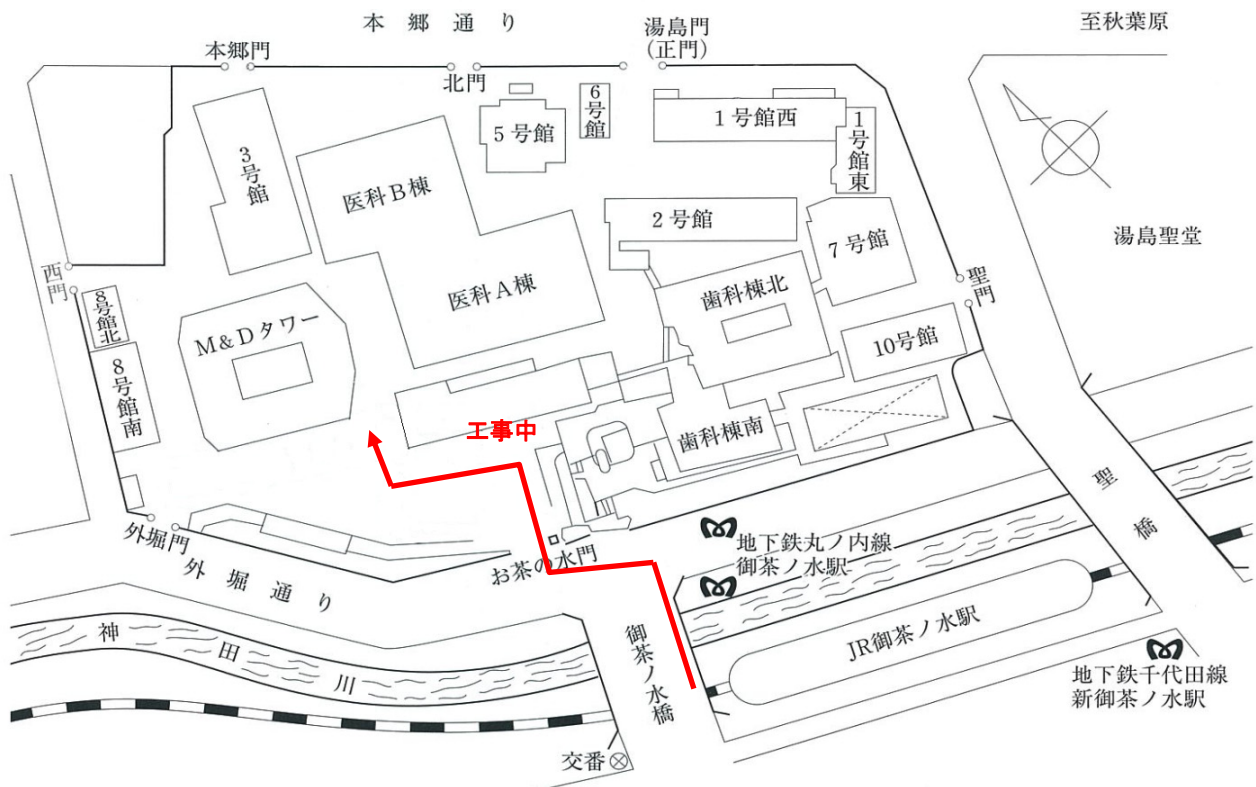 本郷通り
至秋葉原
湯島門
(正門)
本郷門
北門
6号館
5号館
1号館西
1号館東
3号館
医科B棟
2号館
7号館
湯島聖堂
西門
8号館北
医科A棟
歯科棟北
聖門
M&Dタワー
10号館
8号館南
工事中
歯科棟南
外堀門
外堀通り
お茶の水門
地下鉄丸ノ内線
御茶ノ水駅
聖橋
神田川
御茶ノ水橋
JR御茶ノ水駅
地下鉄千代田線
新御茶ノ水駅
交番